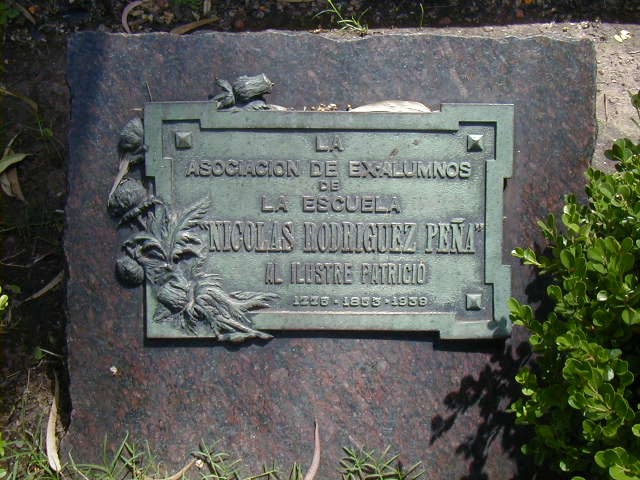 LA
ASOCIACION DE EX-ALUMNOS
DE
LA ESCUELA
"NICOLAS RODRIGUEZ PEÑA"
AL ILUSTRE PATRICIO
1775 - 1853 - 1939